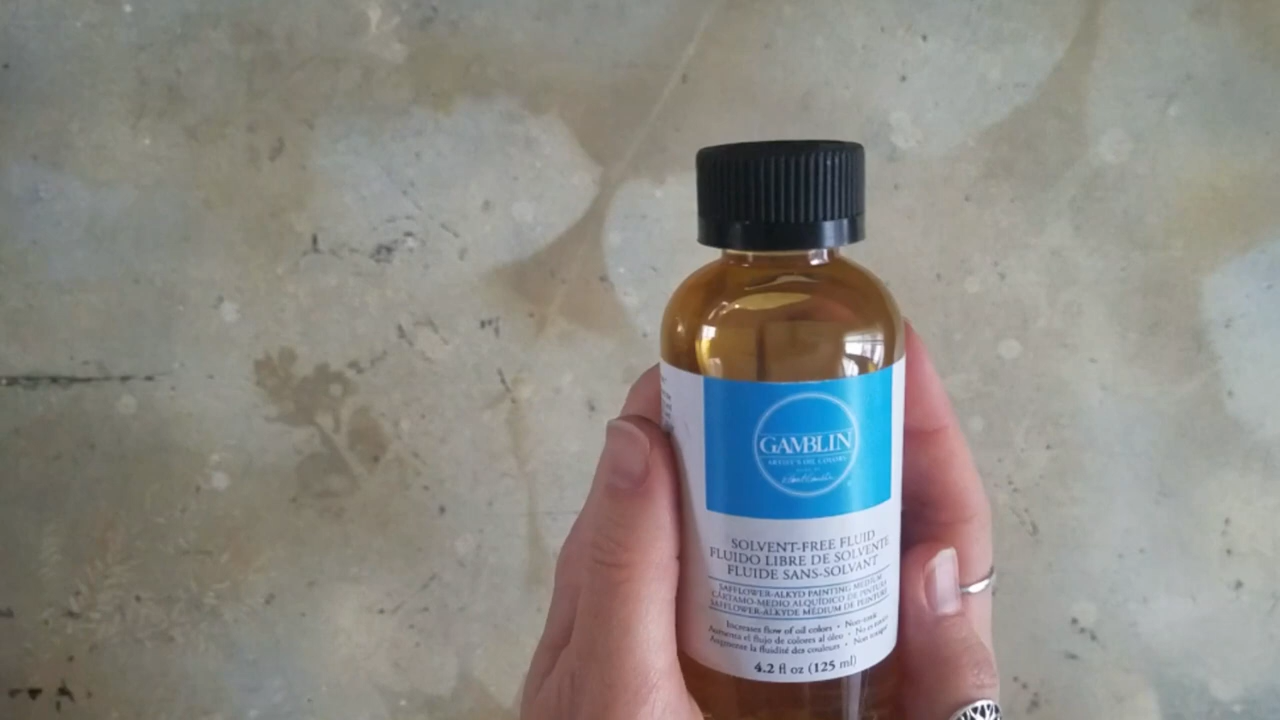 GAMBLIN
ARTIST'S OIL COLORS
SOLVENT-FREE FLUID
FLUIDO LIBRE DE SOLVENTE
FLUIDE SANS-SOLVANT
SAFFLOWER-ALKYD PAINTING MEDIUM
CÁRTAMO-MEDIO ALQUÍDICO DE PINTURA
SAFFLOWER-ALKYDE MÉDIUM DE PEINTURE
Increases flow of oil colors • Non-toxic
Aumenta el flujo de colores al óleo • No es tóxico
Augmente la fluidité des couleurs • Non toxique
4.2 fl oz (125 ml)